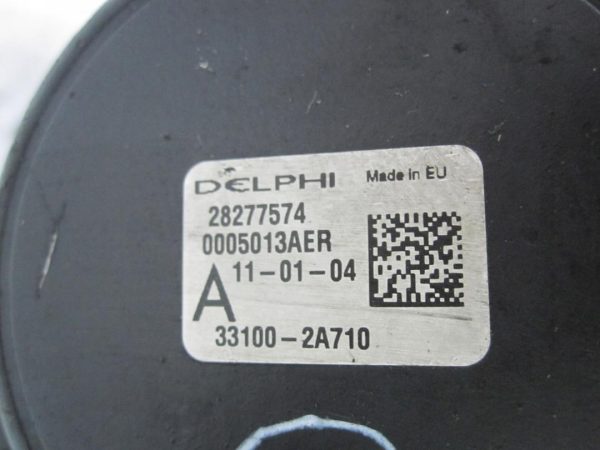 DELPHI Made in EU
28277574
0005013AER
A 11-01-04
33100-2A710